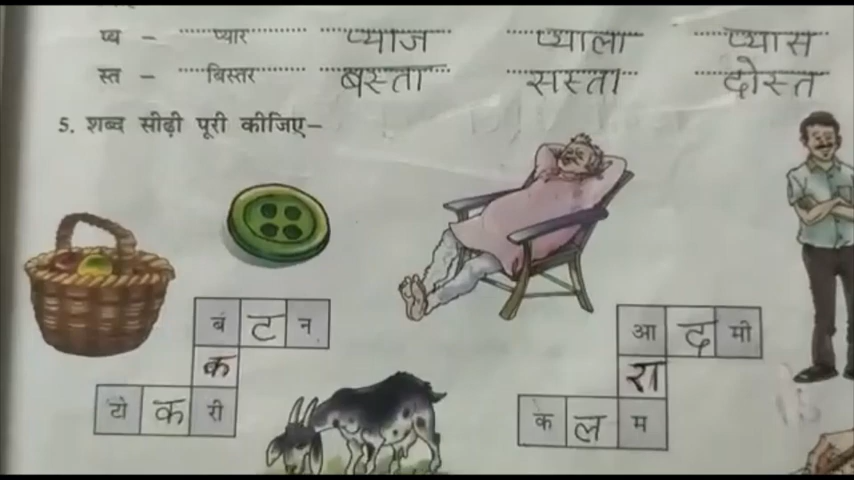 प्य - प्यार प्याज प्याला प्यास
स्त - बिस्तर बस्ता सस्ता दोस्त
5. शब्द सीढ़ी पूरी कीजिए-
ब ट न
क
टो क री
आ द मी
रा
क ल म